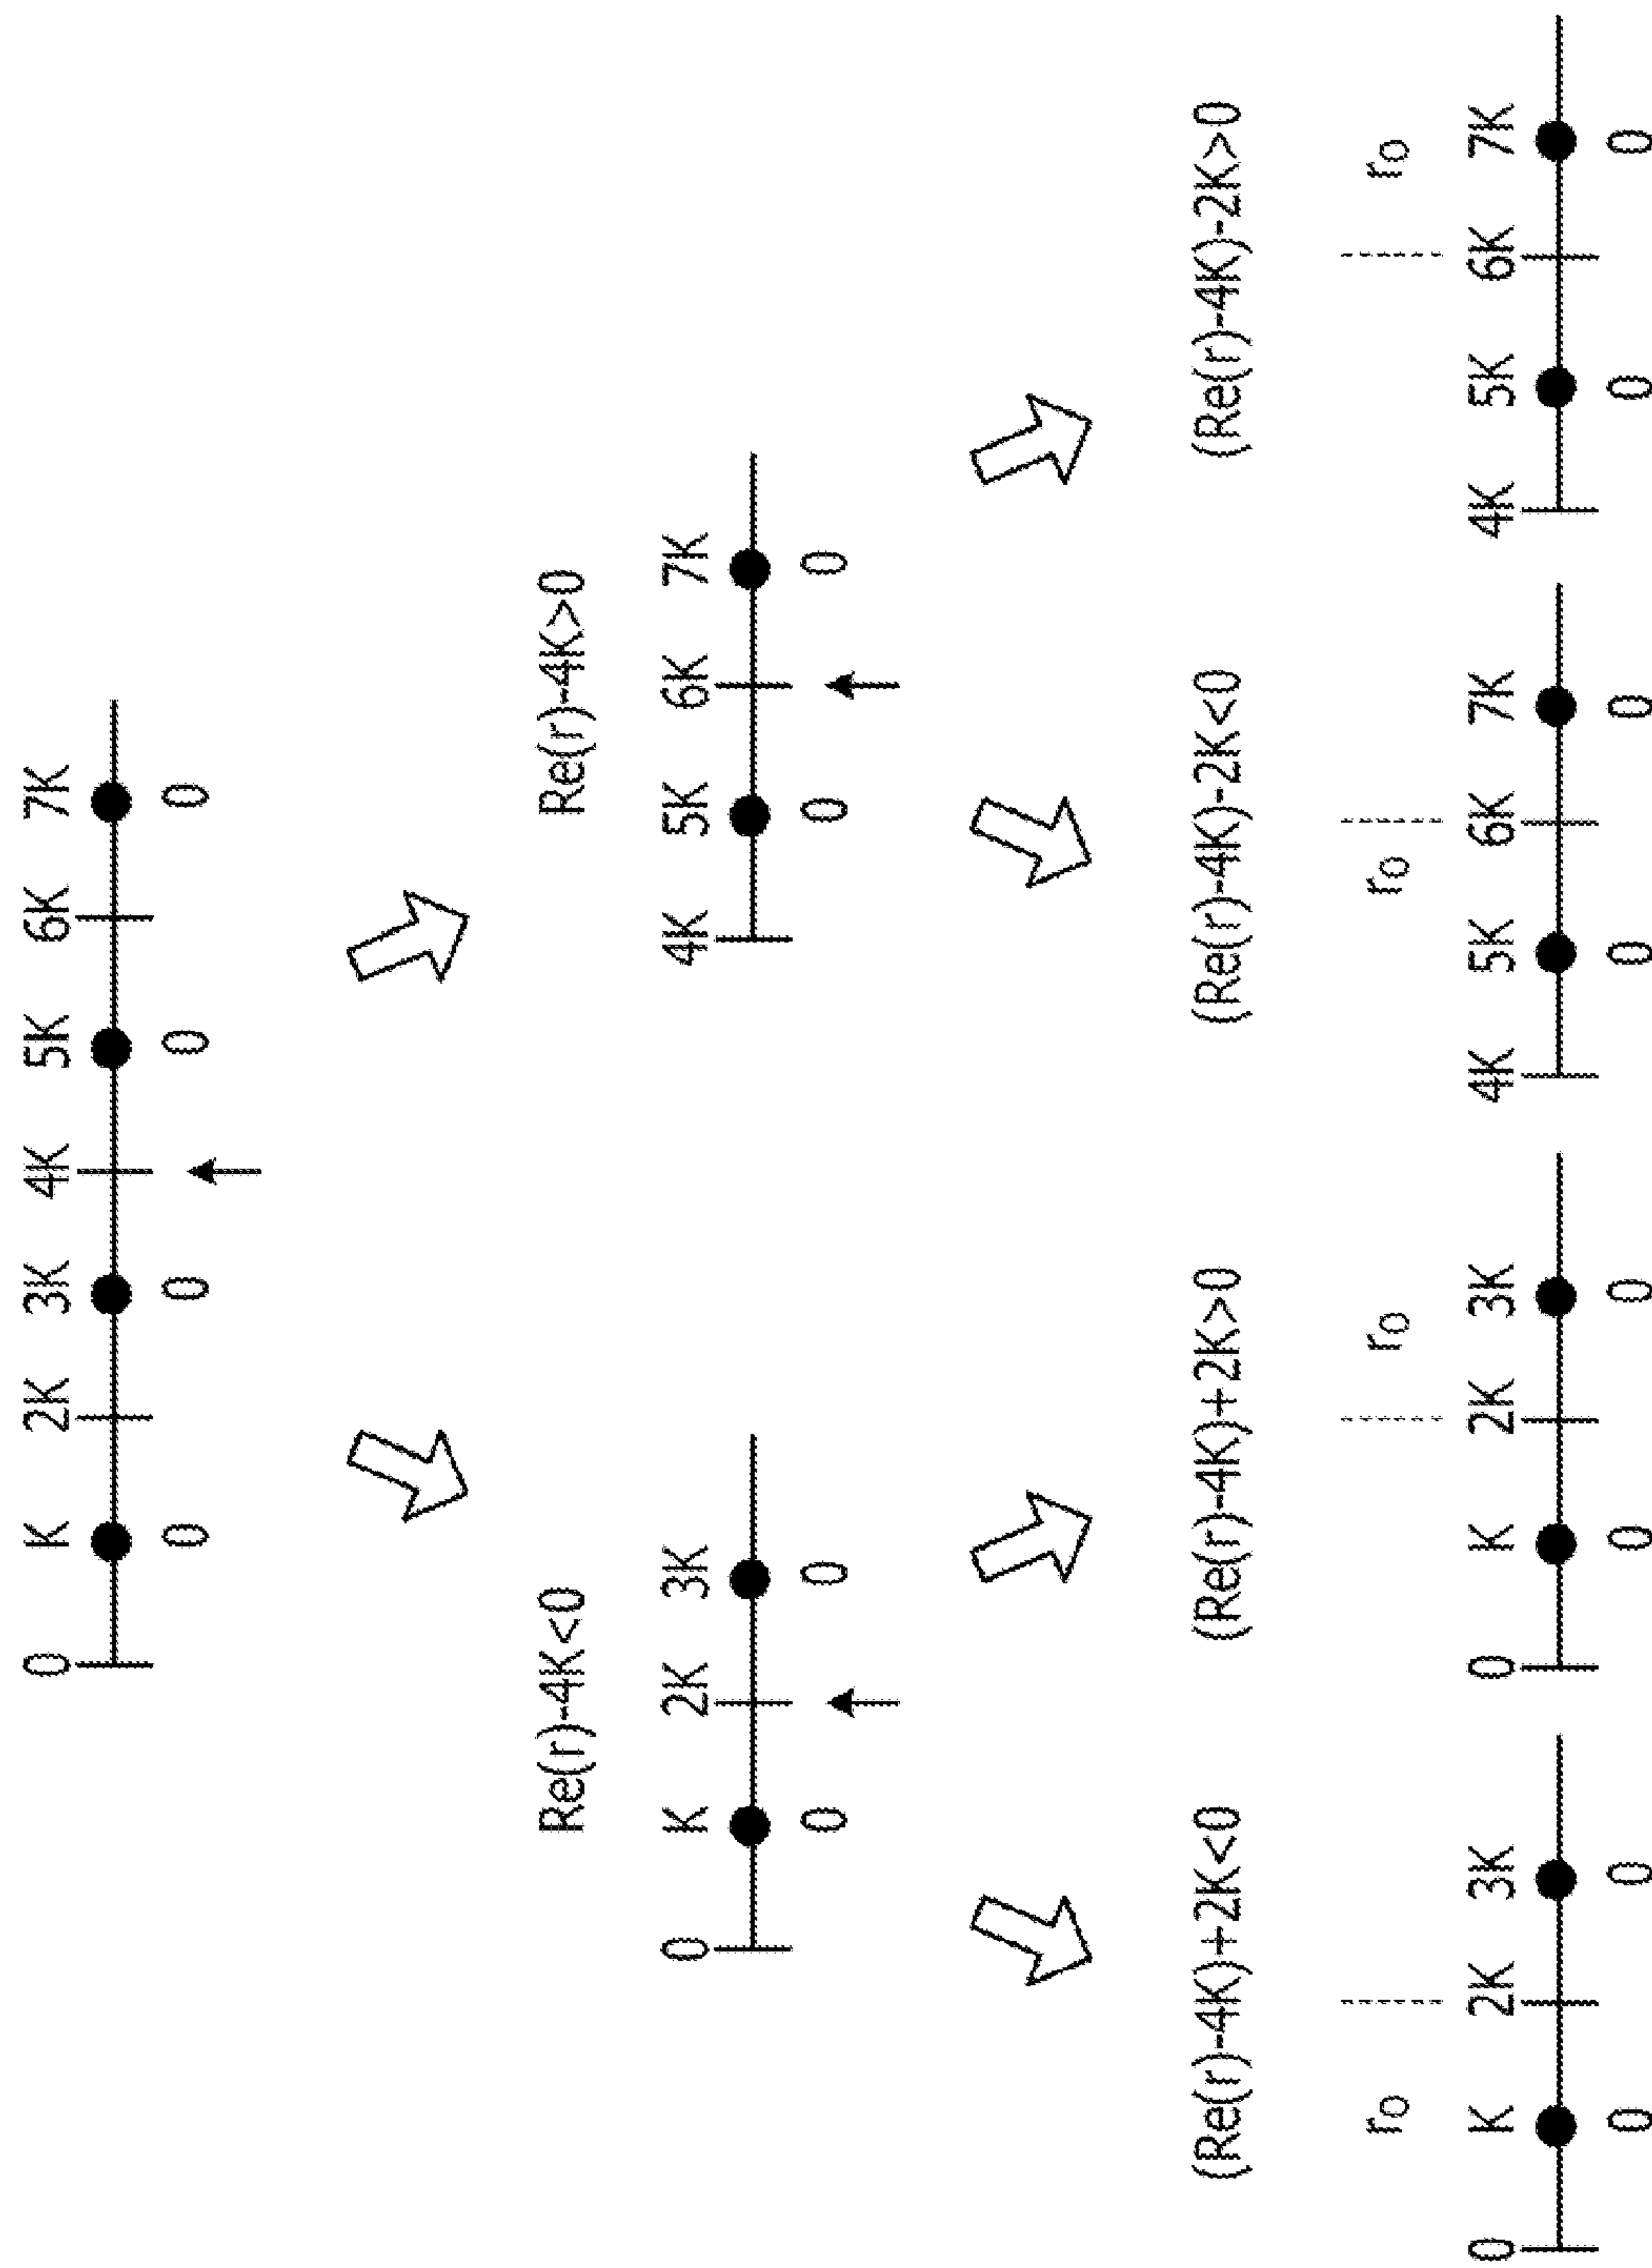 0 K 2K 3K 4K 5K 6K 7K
0 0 0 0
Re(r)-4K<0
Re(r)-4K>0
0 K 2K 3K
0 0
4K 5K 6K 7K
0 0
(Re(r)-4K)+2K<0
(Re(r)-4K)+2K>0
(Re(r)-4K)-2K<0
(Re(r)-4K)-2K>0
r0
r0
r0
r0
0 K 2K 3K
0 0
0 K 2K 3K
0 0
4K 5K 6K 7K
0 0
4K 5K 6K 7K
0 0